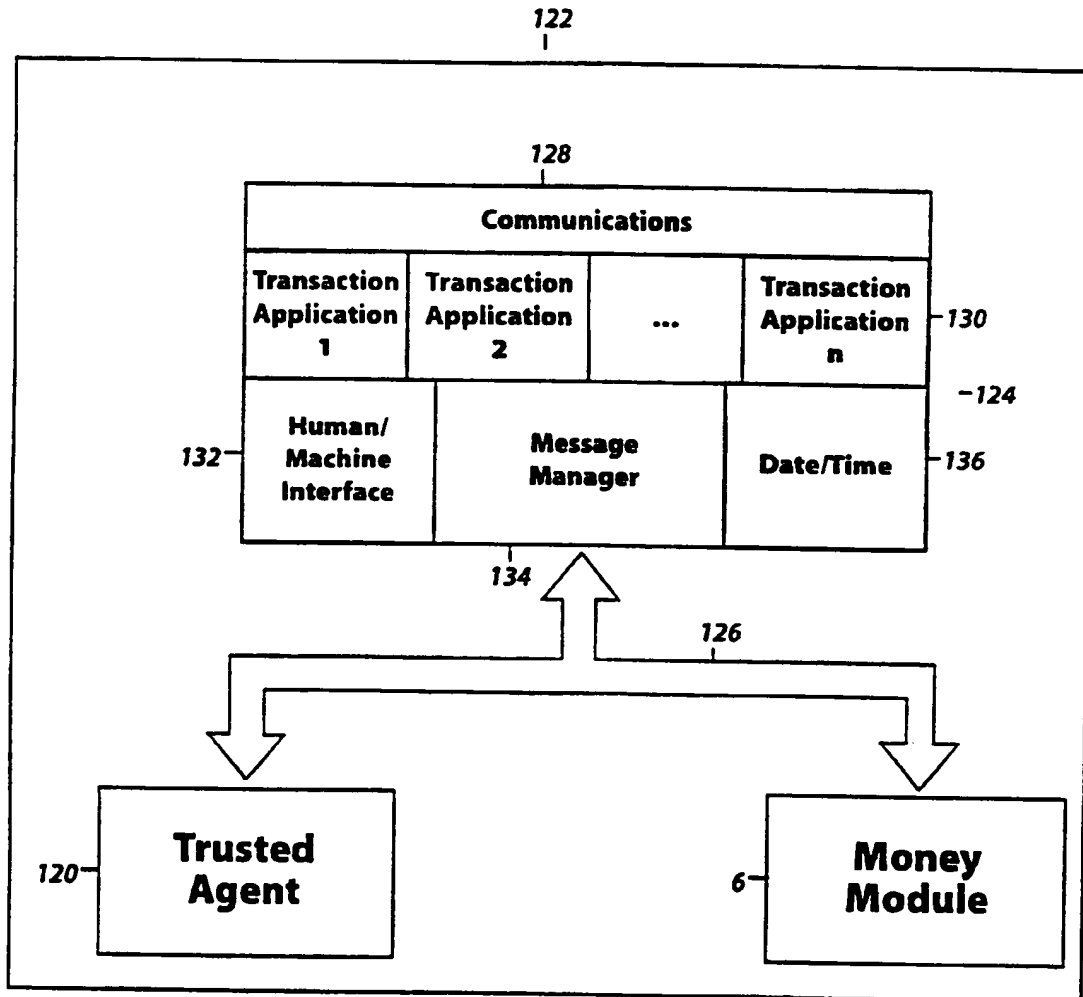 122
128
Communications
Transaction
Application
1
Transaction
Application
2
...
Transaction
Application
n
130
124
132
Human/
Machine
Interface
Message
Manager
Date/Time
136
134
126
120
Trusted
Agent
6
Money
Module